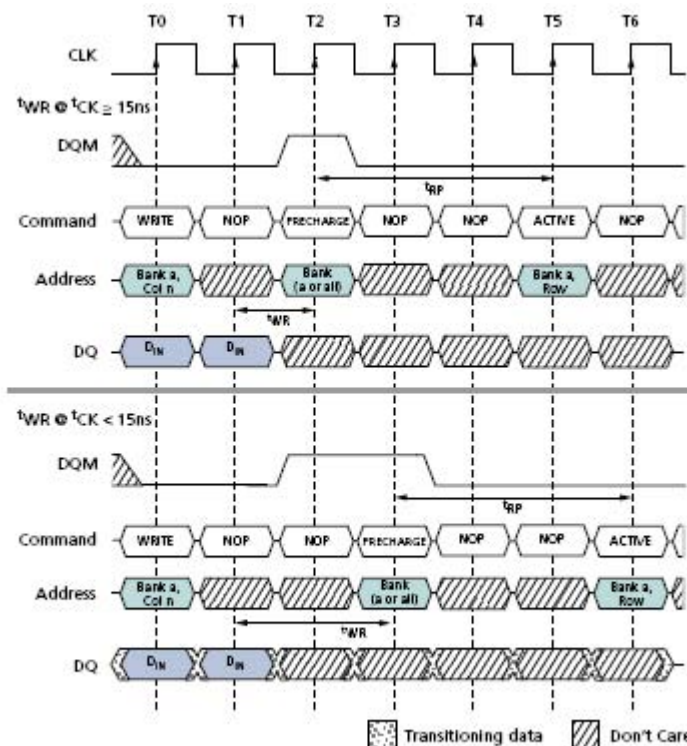 T0 T1 T2 T3 T4 T5 T6
CLK
tWR @ tCK ≥ 15ns
DQM
tRP
Command WRITE NOP PRECHARGE NOP NOP ACTIVE NOP
Address Bank a, Col n Bank (a or all) Bank a, Row
tWR
DQ DIN DIN
tWR @ tCK < 15ns
DQM
tRP
Command WRITE NOP NOP PRECHARGE NOP NOP ACTIVE
Address Bank a, Col n Bank (a or all) Bank a, Row
tWR
DQ DIN DIN
Transitioning data Don't Care